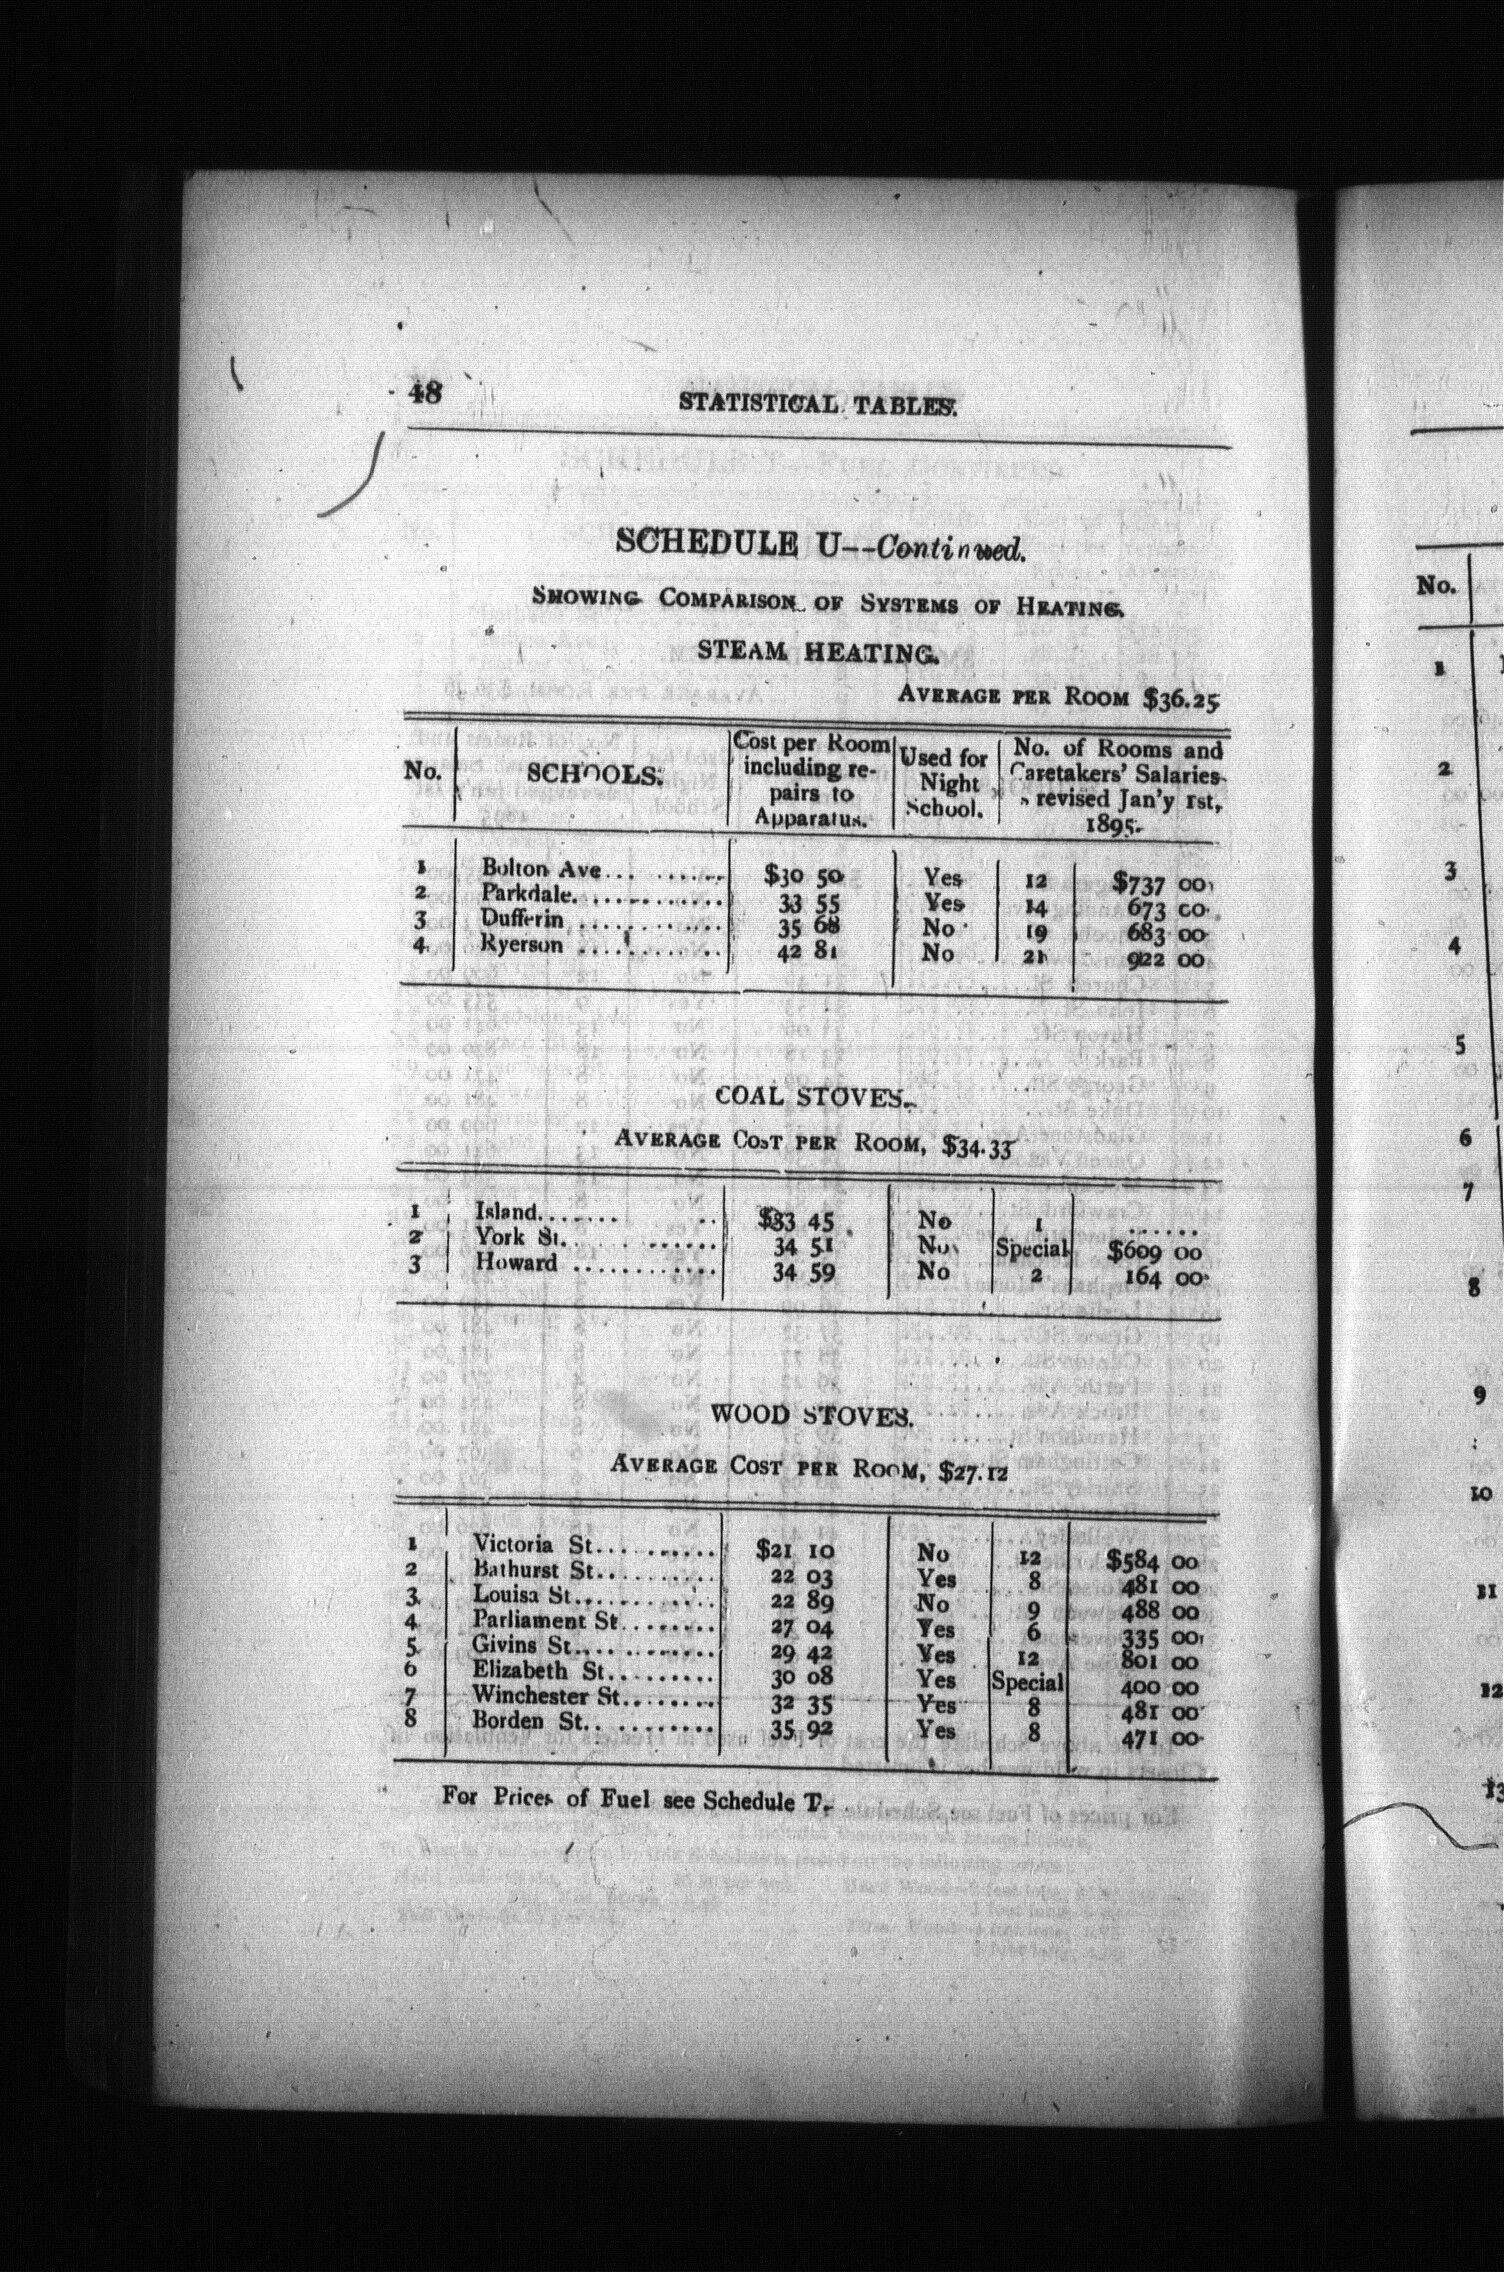 48
STATISTICAL TABLES.
SCHEDULE U--Continued.
SHOWING COMPARISON OF SYSTEMS OF HEATING.
STEAM HEATING.
AVERAGE PER ROOM $36.25
No. SCHOOLS. Cost per Room including repairs to Apparatus. Used for Night School. No. of Rooms and Caretakers' Salaries revised Jan'y 1st, 1895.
1 Bolton Ave.......... $30 50 Yes 12 $737 00
2 Parkdale............ 33 55 Yes 14 673 00
3 Dufferin ........... 35 68 No 19 683 00
4 Ryerson ............ 42 81 No 21 922 00
COAL STOVES.
AVERAGE COST PER ROOM, $34.33
1 Island....... .. $33 45 No 1 ......
2 York St. ........... 34 51 No Special $609 00
3 Howard ............ 34 59 No 2 164 00
WOOD STOVES.
AVERAGE COST PER ROOM, $27.12
1 Victoria St.......... $21 10 No 12 $584 00
2 Bathurst St.......... 22 03 Yes 8 481 00
3 Louisa St............ 22 89 No 9 488 00
4 Parliament St........ 27 04 Yes 6 335 00
5 Givins St............ 29 42 Yes 12 801 00
6 Elizabeth St......... 30 08 Yes Special 400 00
7 Winchester St........ 32 35 Yes 8 481 00
8 Borden St.. ......... 35 92 Yes 8 471 00
For Prices of Fuel see Schedule T.
No.
1
2
3
4
5
6
7
8
9
10
11
12
13